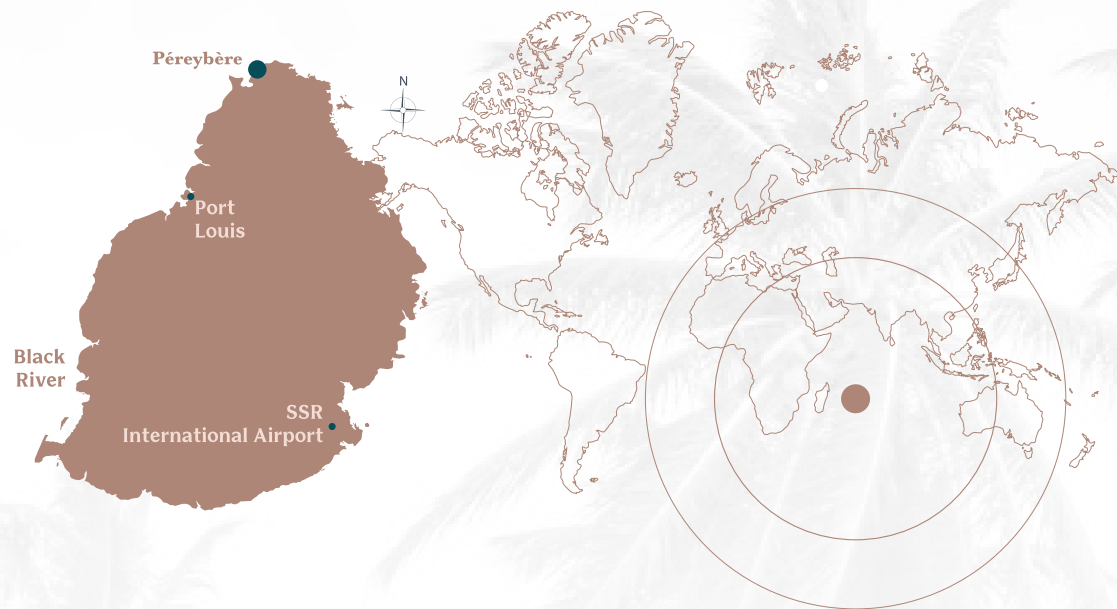 Péreybère
N
Port
Louis
Black
River
SSR
International Airport